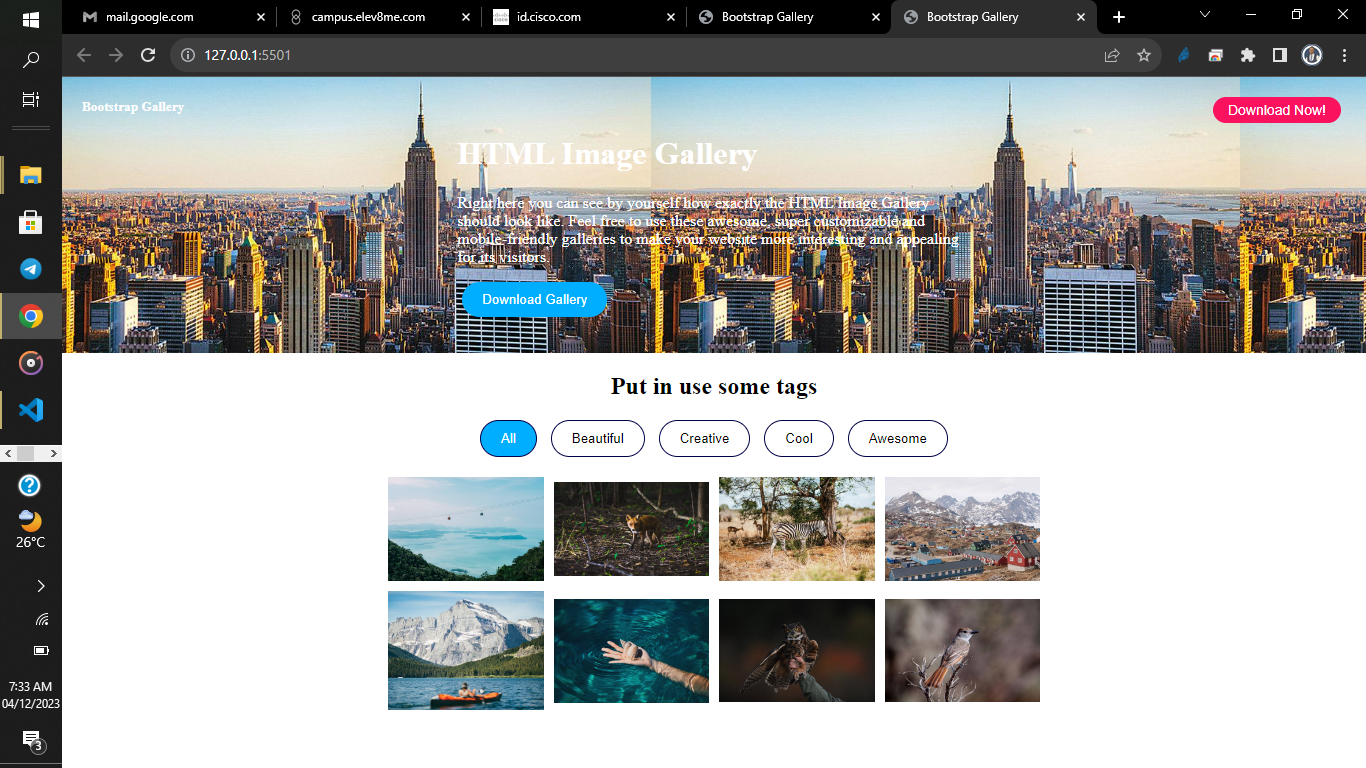 mail.google.com
campus.elev8me.com
id.cisco.com
Bootstrap Gallery
Bootstrap Gallery
127.0.0.1:5501
Bootstrap Gallery
Download Now!
HTML Image Gallery
Right here you can see by yourself how exactly the HTML Image Gallery
should look like. Feel free to use these awesome, super customizable and
mobile-friendly galleries to make your website more interesting and appealing
for its visitors.
Download Gallery
Put in use some tags
All
Beautiful
Creative
Cool
Awesome
26°C
7:33 AM
04/12/2023
3